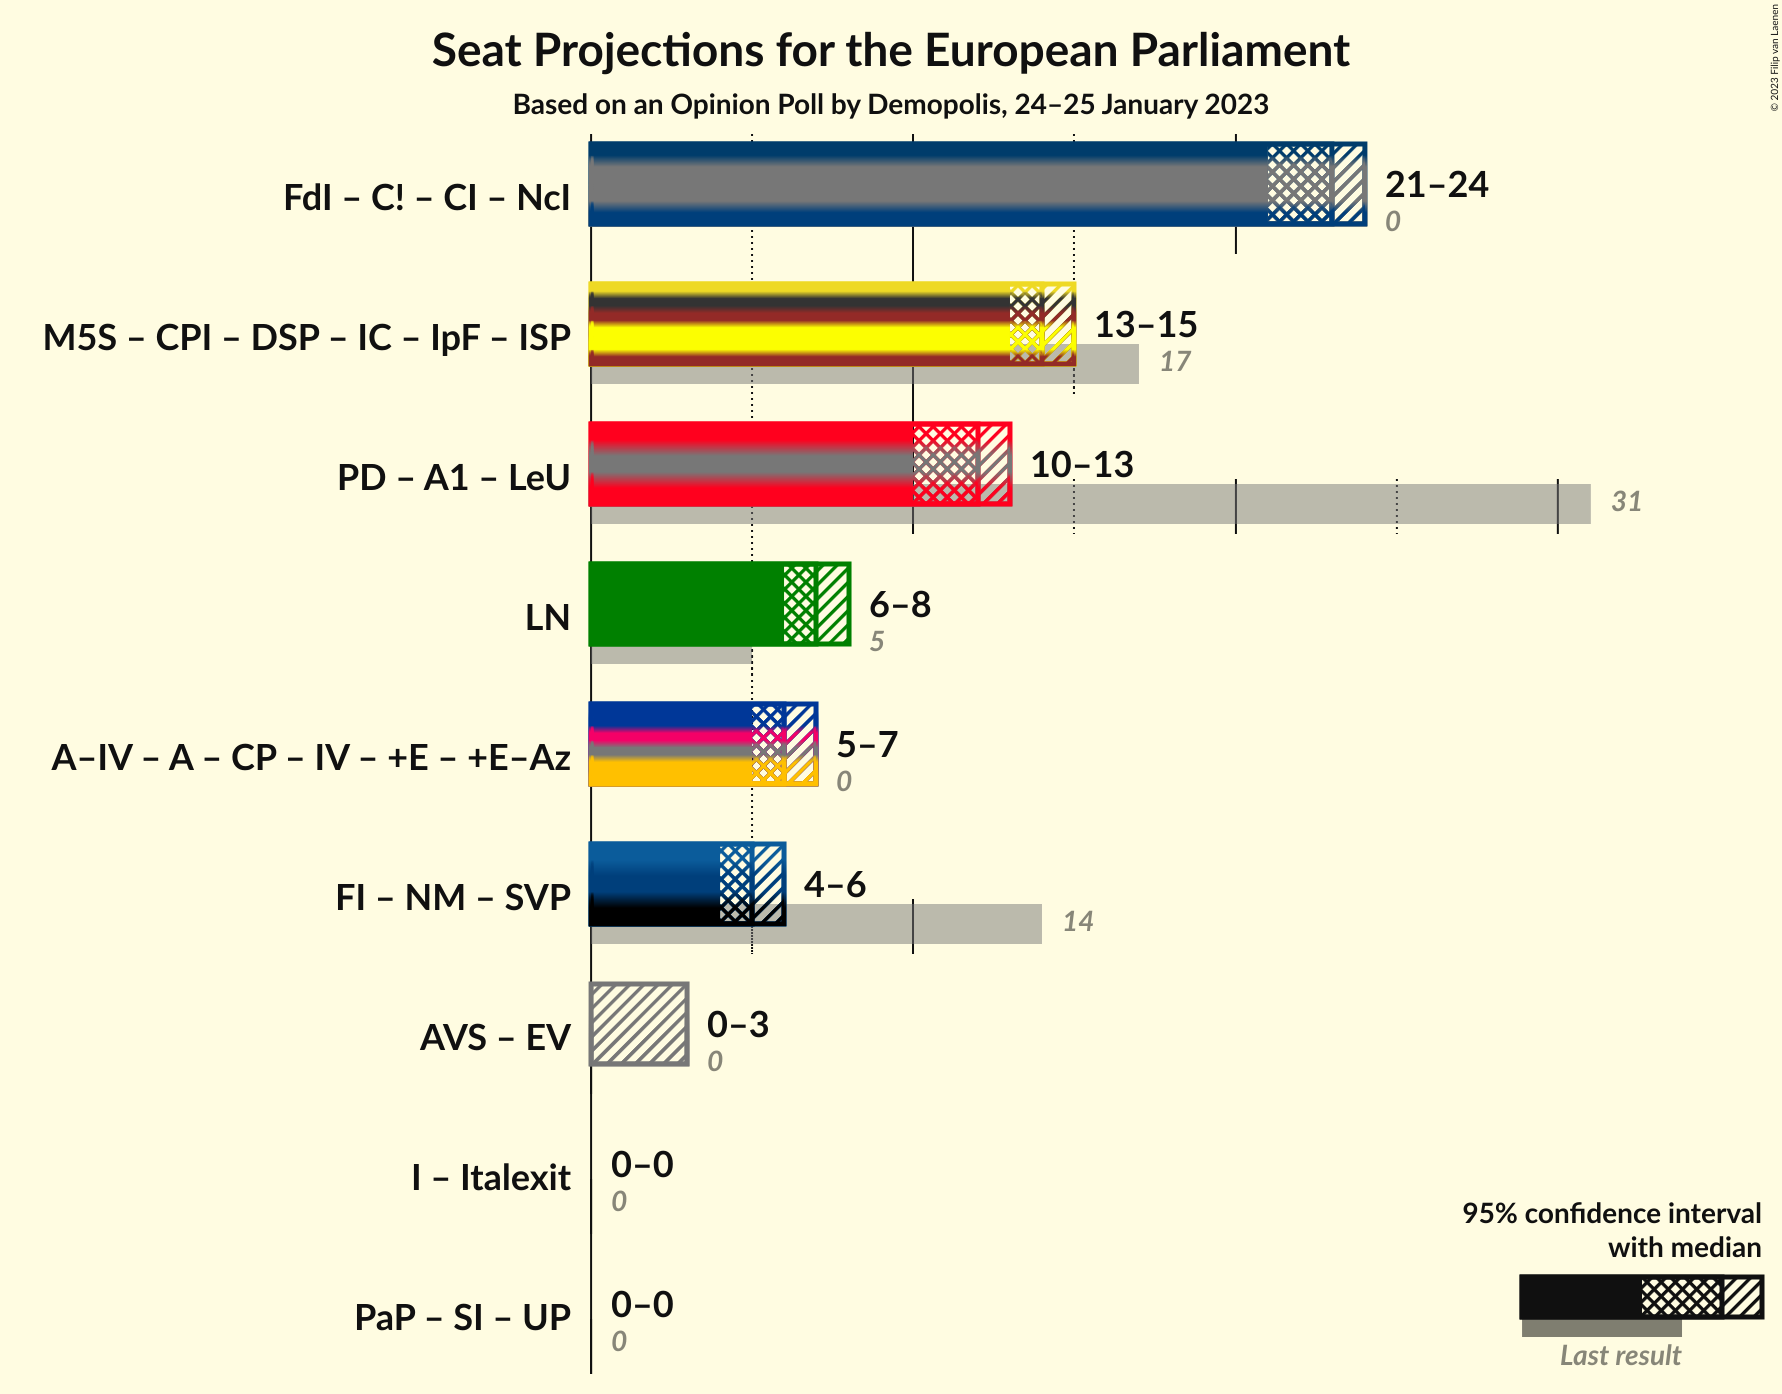 Seat Projections for the European Parliament
Based on an Opinion Poll by Demopolis, 24–25 January 2023
© 2023 Filip van Laenen
FdI – C! – CI – NcI
21–24
0
M5S – CPI – DSP – IC – IpF – ISP
13–15
17
PD – A1 – LeU
10–13
31
LN
6–8
5
A–IV – A – CP – IV – +E – +E–Az
5–7
0
FI – NM – SVP
4–6
14
AVS – EV
0–3
0
I – Italexit
0–0
0
PaP – SI – UP
0–0
0
95% confidence interval
with median
Last result